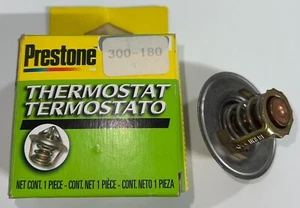 Prestone
300-180
THERMOSTAT
TERMOSTATO
NET CONT. 1 PIECE - CONT. NET 1 PIÈCE - CONT. NETO 1 PIEZA